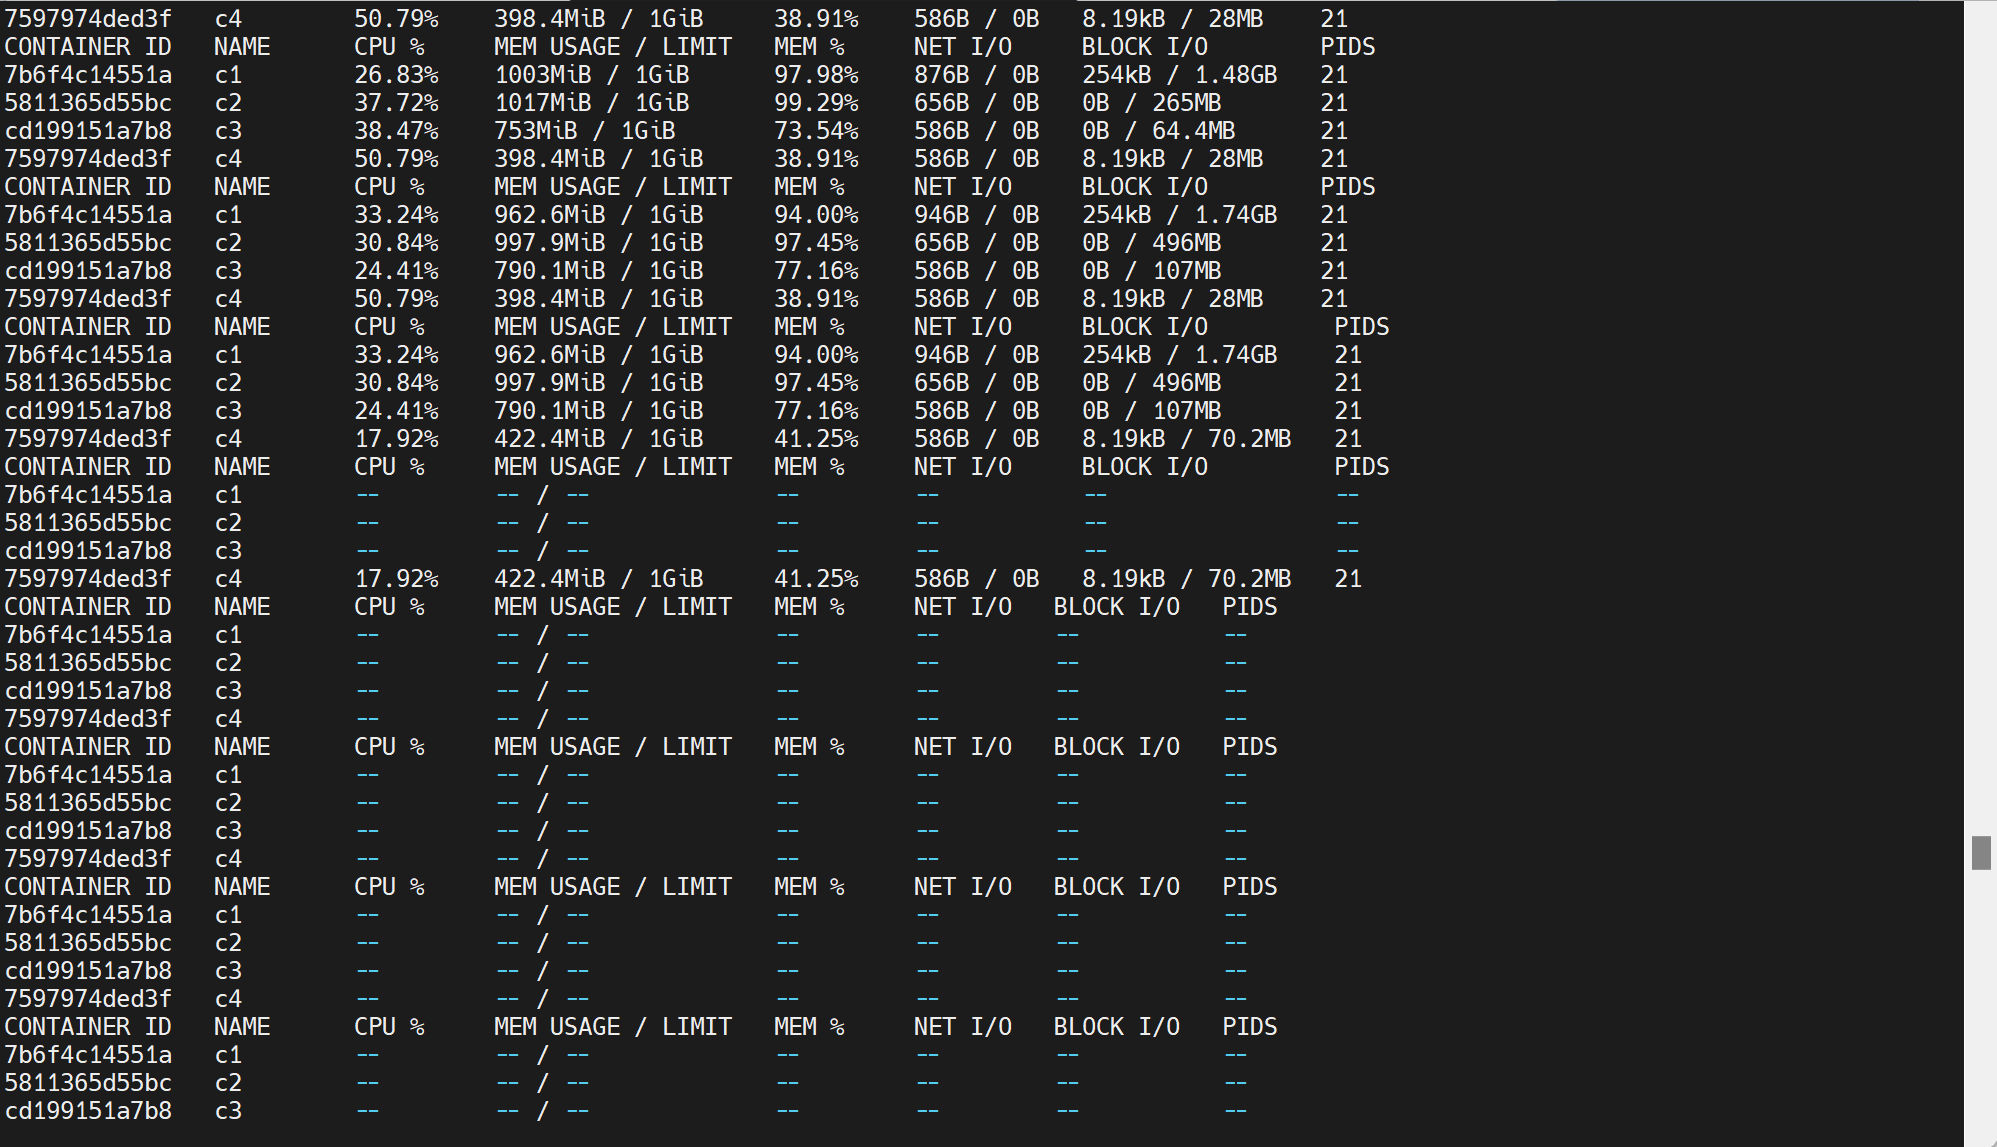 7597974ded3f   c4        50.79%    398.4MiB / 1GiB     38.91%    586B / 0B   8.19kB / 28MB    21
CONTAINER ID   NAME      CPU %     MEM USAGE / LIMIT   MEM %     NET I/O     BLOCK I/O        PIDS
7b6f4c14551a   c1        26.83%    1003MiB / 1GiB      97.98%    876B / 0B   254kB / 1.48GB   21
5811365d55bc   c2        37.72%    1017MiB / 1GiB      99.29%    656B / 0B   0B / 265MB       21
cd199151a7b8   c3        38.47%    753MiB / 1GiB       73.54%    586B / 0B   0B / 64.4MB      21
7597974ded3f   c4        50.79%    398.4MiB / 1GiB     38.91%    586B / 0B   8.19kB / 28MB    21
CONTAINER ID   NAME      CPU %     MEM USAGE / LIMIT   MEM %     NET I/O     BLOCK I/O        PIDS
7b6f4c14551a   c1        33.24%    962.6MiB / 1GiB     94.00%    946B / 0B   254kB / 1.74GB   21
5811365d55bc   c2        30.84%    997.9MiB / 1GiB     97.45%    656B / 0B   0B / 496MB       21
cd199151a7b8   c3        24.41%    790.1MiB / 1GiB     77.16%    586B / 0B   0B / 107MB       21
7597974ded3f   c4        50.79%    398.4MiB / 1GiB     38.91%    586B / 0B   8.19kB / 28MB    21
CONTAINER ID   NAME      CPU %     MEM USAGE / LIMIT   MEM %     NET I/O     BLOCK I/O         PIDS
7b6f4c14551a   c1        33.24%    962.6MiB / 1GiB     94.00%    946B / 0B   254kB / 1.74GB    21
5811365d55bc   c2        30.84%    997.9MiB / 1GiB     97.45%    656B / 0B   0B / 496MB        21
cd199151a7b8   c3        24.41%    790.1MiB / 1GiB     77.16%    586B / 0B   0B / 107MB        21
7597974ded3f   c4        17.92%    422.4MiB / 1GiB     41.25%    586B / 0B   8.19kB / 70.2MB   21
CONTAINER ID   NAME      CPU %     MEM USAGE / LIMIT   MEM %     NET I/O     BLOCK I/O         PIDS
7b6f4c14551a   c1        --        -- / --             --        --          --                --
5811365d55bc   c2        --        -- / --             --        --          --                --
cd199151a7b8   c3        --        -- / --             --        --          --                --
7597974ded3f   c4        17.92%    422.4MiB / 1GiB     41.25%    586B / 0B   8.19kB / 70.2MB   21
CONTAINER ID   NAME      CPU %     MEM USAGE / LIMIT   MEM %     NET I/O   BLOCK I/O   PIDS
7b6f4c14551a   c1        --        -- / --             --        --        --          --
5811365d55bc   c2        --        -- / --             --        --        --          --
cd199151a7b8   c3        --        -- / --             --        --        --          --
7597974ded3f   c4        --        -- / --             --        --        --          --
CONTAINER ID   NAME      CPU %     MEM USAGE / LIMIT   MEM %     NET I/O   BLOCK I/O   PIDS
7b6f4c14551a   c1        --        -- / --             --        --        --          --
5811365d55bc   c2        --        -- / --             --        --        --          --
cd199151a7b8   c3        --        -- / --             --        --        --          --
7597974ded3f   c4        --        -- / --             --        --        --          --
CONTAINER ID   NAME      CPU %     MEM USAGE / LIMIT   MEM %     NET I/O   BLOCK I/O   PIDS
7b6f4c14551a   c1        --        -- / --             --        --        --          --
5811365d55bc   c2        --        -- / --             --        --        --          --
cd199151a7b8   c3        --        -- / --             --        --        --          --
7597974ded3f   c4        --        -- / --             --        --        --          --
CONTAINER ID   NAME      CPU %     MEM USAGE / LIMIT   MEM %     NET I/O   BLOCK I/O   PIDS
7b6f4c14551a   c1        --        -- / --             --        --        --          --
5811365d55bc   c2        --        -- / --             --        --        --          --
cd199151a7b8   c3        --        -- / --             --        --        --          --